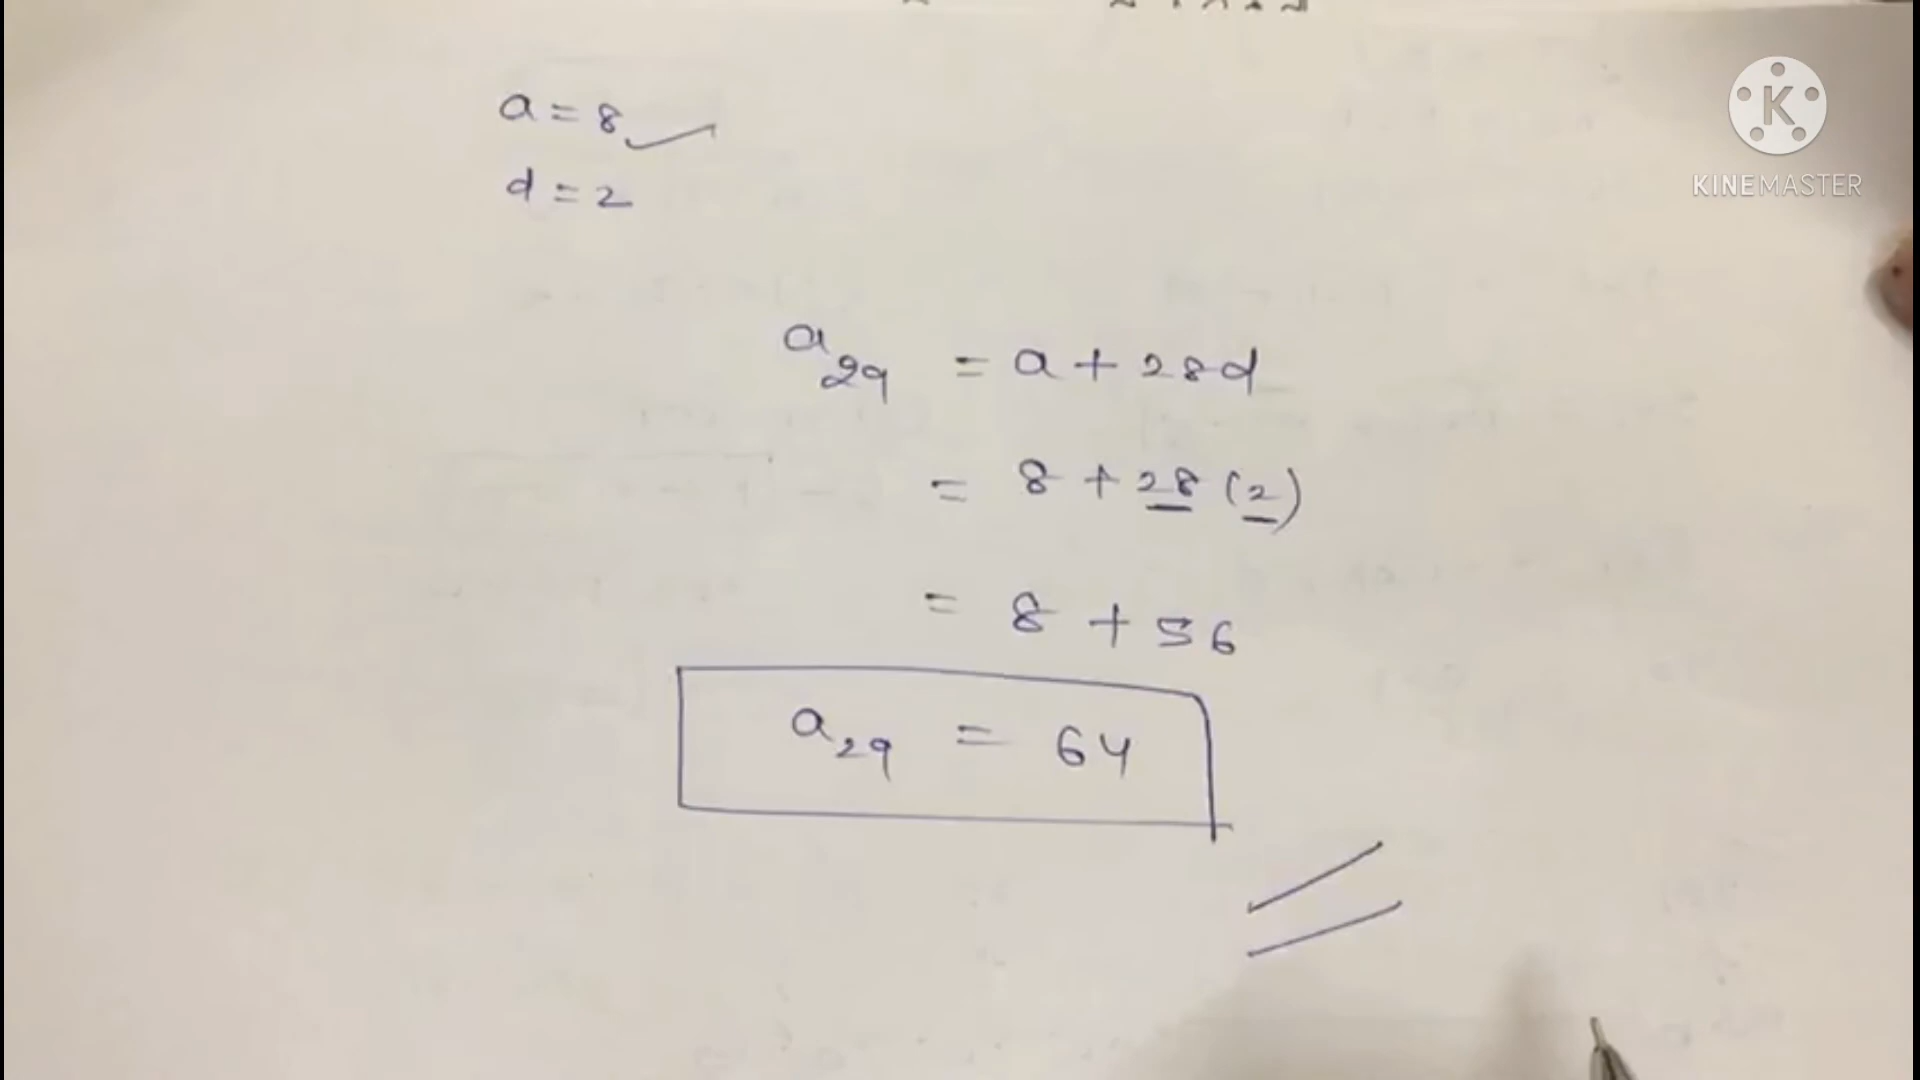 a = 8
d = 2
a₂₉ = a + 28d
= 8 + 28 (2)
= 8 + 56
a₂₉ = 64
K
KINEMASTER